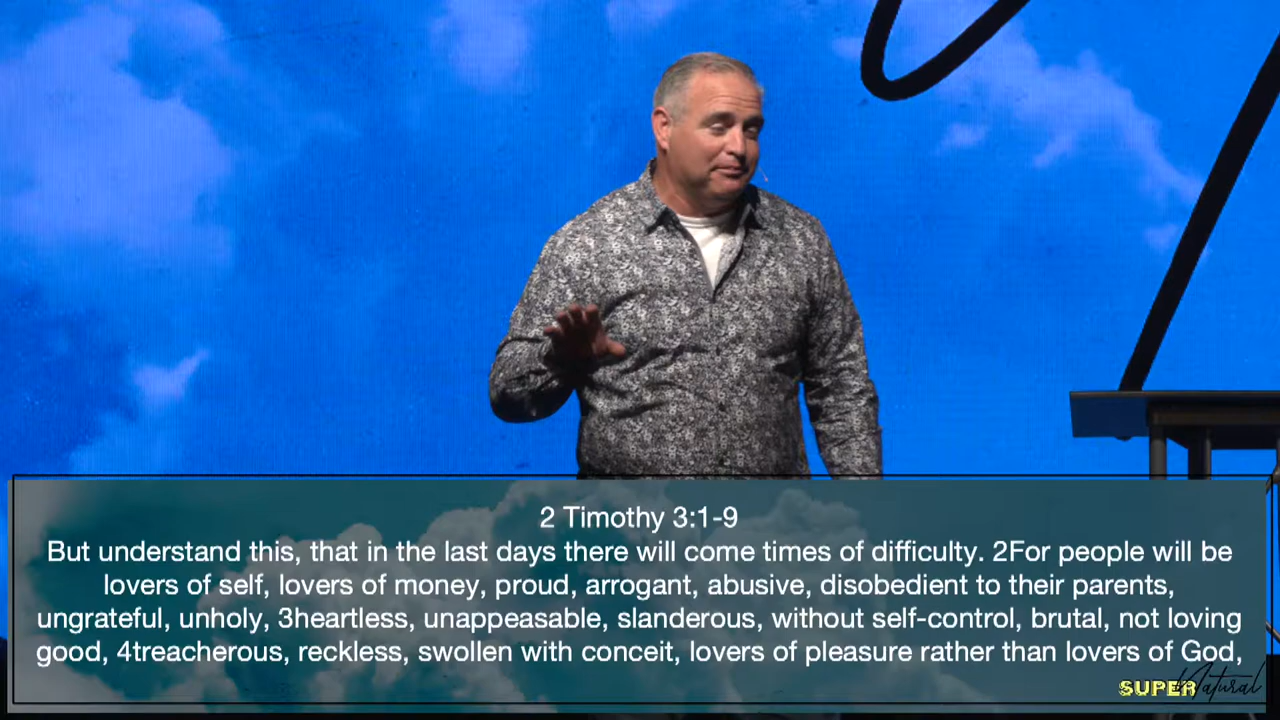 2 Timothy 3:1-9
But understand this, that in the last days there will come times of difficulty. 2For people will be
lovers of self, lovers of money, proud, arrogant, abusive, disobedient to their parents,
ungrateful, unholy, 3heartless, unappeasable, slanderous, without self-control, brutal, not loving
good, 4treacherous, reckless, swollen with conceit, lovers of pleasure rather than lovers of God,
SUPER Natural